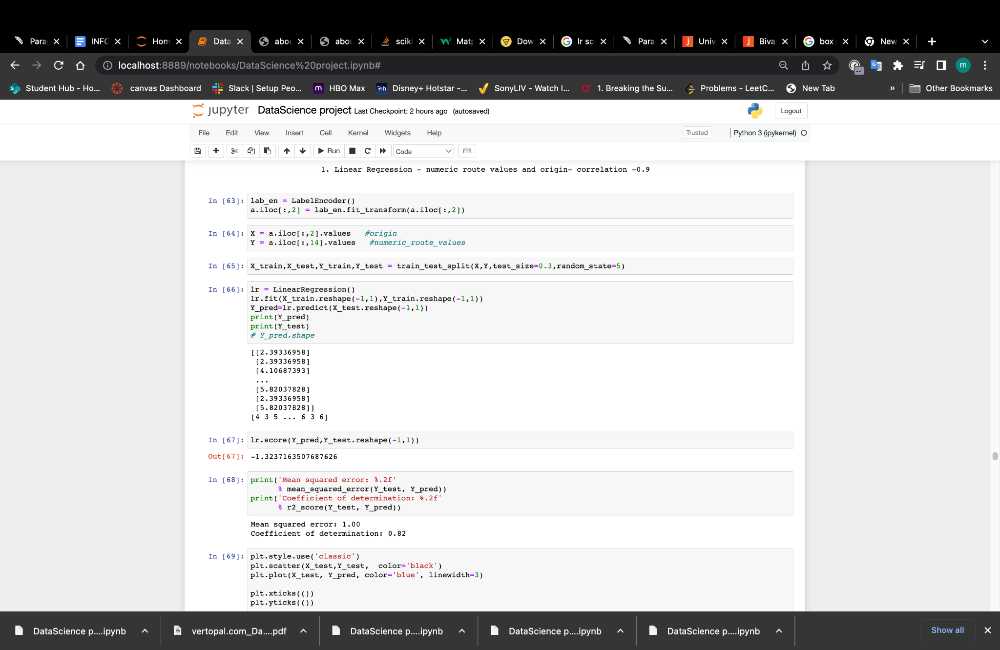 Para
INFO
Hom
Data
abou
abou
sciki
Matp
Dow
lr sc
Para
Univ
Biva
box
New
localhost:8889/notebooks/DataScience%20project.ipynb#
m
Student Hub - Ho...
canvas Dashboard
Slack | Setup Peo...
HBO Max
Disney+ Hotstar -...
SonyLIV - Watch I...
1. Breaking the Su...
Problems - LeetC...
New Tab
»
Other Bookmarks
jupyter DataScience project Last Checkpoint: 2 hours ago (autosaved)
Logout
File Edit View Insert Cell Kernel Widgets Help
Trusted
Python 3 (ipykernel)
Run
Code
1. Linear Regression - numeric route values and origin- correlation -0.9
In [63]: lab_en = LabelEncoder()
a.iloc[:,2] = lab_en.fit_transform(a.iloc[:,2])
In [64]: X = a.iloc[:,2].values #origin
Y = a.iloc[:,14].values #numeric_route_values
In [65]: X_train,X_test,Y_train,Y_test = train_test_split(X,Y,test_size=0.3,random_state=5)
In [66]: lr = LinearRegression()
lr.fit(X_train.reshape(-1,1),Y_train.reshape(-1,1))
Y_pred=lr.predict(X_test.reshape(-1,1))
print(Y_pred)
print(Y_test)
# Y_pred.shape
[[2.39336958]
[2.39336958]
[4.10687393]
...
[5.82037828]
[2.39336958]
[5.82037828]]
[4 3 5 ... 6 3 6]
In [67]: lr.score(Y_pred,Y_test.reshape(-1,1))
Out[67]: -1.3237163507687626
In [68]: print('Mean squared error: %.2f'
% mean_squared_error(Y_test, Y_pred))
print('Coefficient of determination: %.2f'
% r2_score(Y_test, Y_pred))
Mean squared error: 1.00
Coefficient of determination: 0.82
In [69]: plt.style.use('classic')
plt.scatter(X_test,Y_test, color='black')
plt.plot(X_test, Y_pred, color='blue', linewidth=3)
plt.xticks(())
plt.yticks(())
DataScience p....ipynb
vertopal.com_Da....pdf
DataScience p....ipynb
DataScience p....ipynb
DataScience p....ipynb
Show all